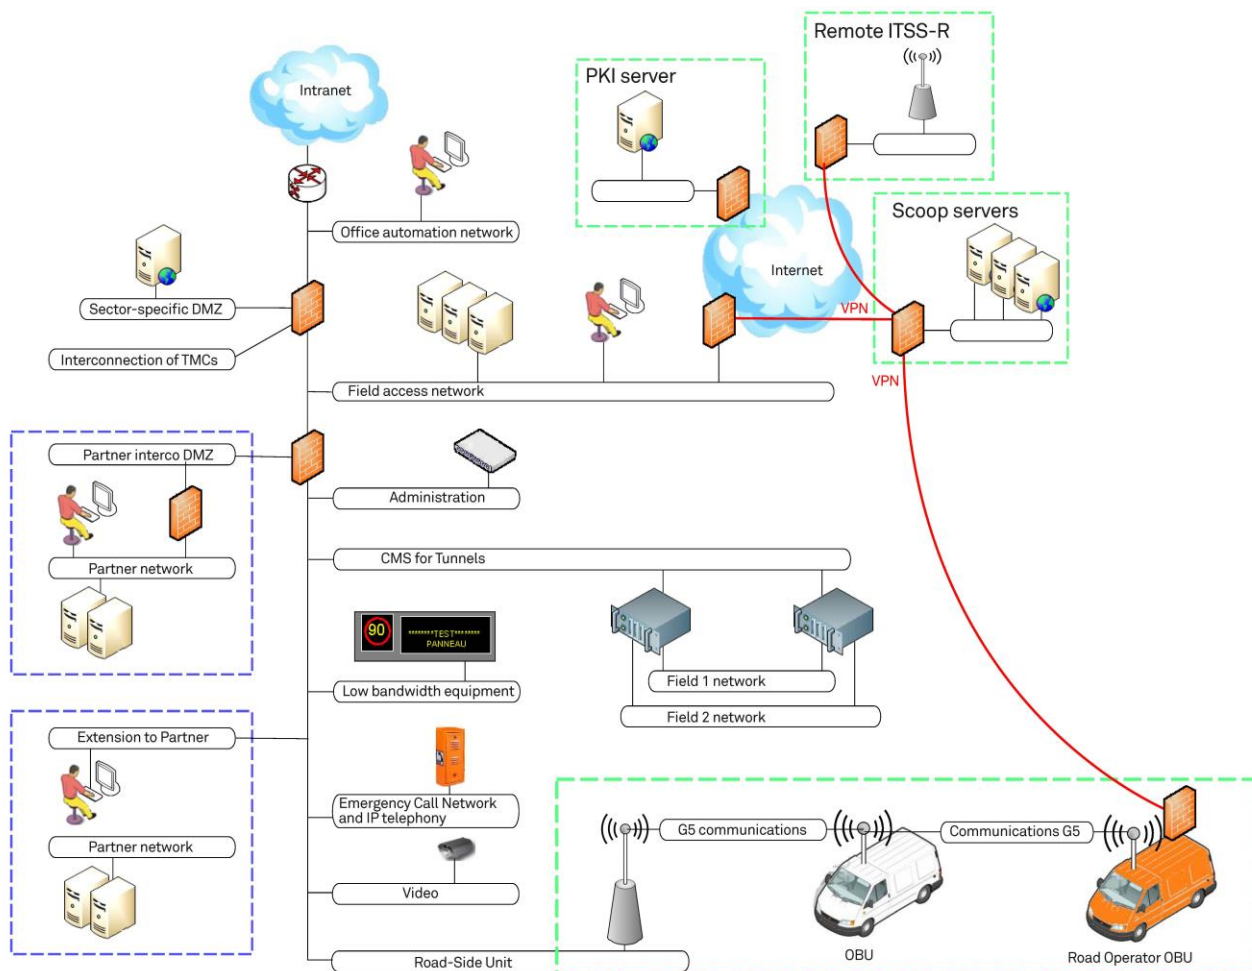 Remote ITSS-R
PKI server
Intranet
Scoop servers
Office automation network
Internet
Sector-specific DMZ
VPN
Interconnection of TMCs
VPN
Field access network
Partner interco DMZ
Administration
CMS for Tunnels
Partner network
90
********TEST********
PANNEAU
Field 1 network
Low bandwidth equipment
Field 2 network
Extension to Partner
Emergency Call Network
and IP telephony
G5 communications
Communications G5
Partner network
Video
OBU
Road Operator OBU
Road-Side Unit